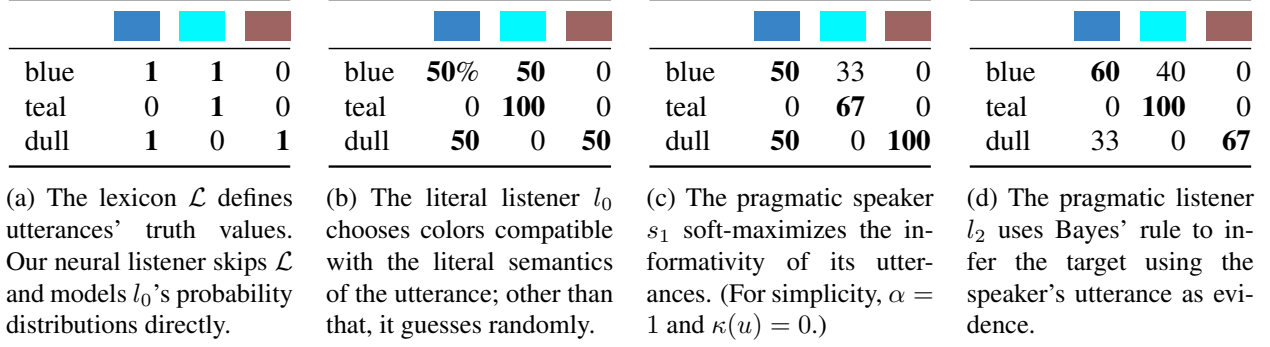 blue 1 1 0
teal 0 1 0
dull 1 0 1
(a) The lexicon ℒ defines
utterances' truth values.
Our neural listener skips ℒ
and models l₀'s probability
distributions directly.
blue 50% 50 0
teal 0 100 0
dull 50 0 50
(b) The literal listener l₀
chooses colors compatible
with the literal semantics
of the utterance; other than
that, it guesses randomly.
blue 50 33 0
teal 0 67 0
dull 50 0 100
(c) The pragmatic speaker
s₁ soft-maximizes the in-
formativity of its utter-
ances. (For simplicity, α =
1 and κ(u) = 0.)
blue 60 40 0
teal 0 100 0
dull 33 0 67
(d) The pragmatic listener
l₂ uses Bayes' rule to in-
fer the target using the
speaker's utterance as evi-
dence.